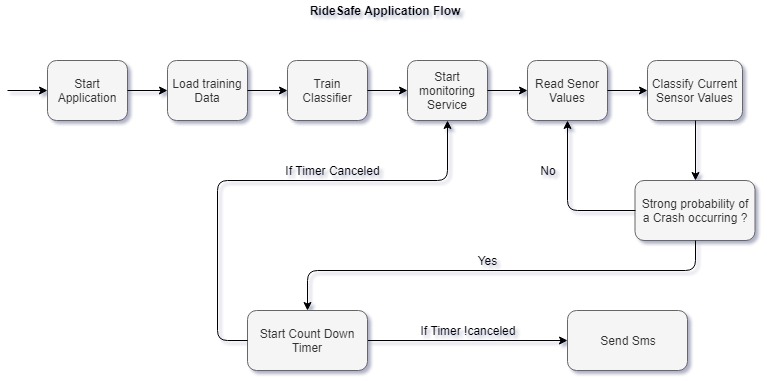 RideSafe Application Flow
Start
Application
Load training
Data
Train
Classifier
Start
monitoring
Service
Read Senor
Values
Classify Current
Sensor Values
If Timer Canceled
No
Strong probability of
a Crash occurring ?
Yes
Start Count Down
Timer
If Timer !canceled
Send Sms